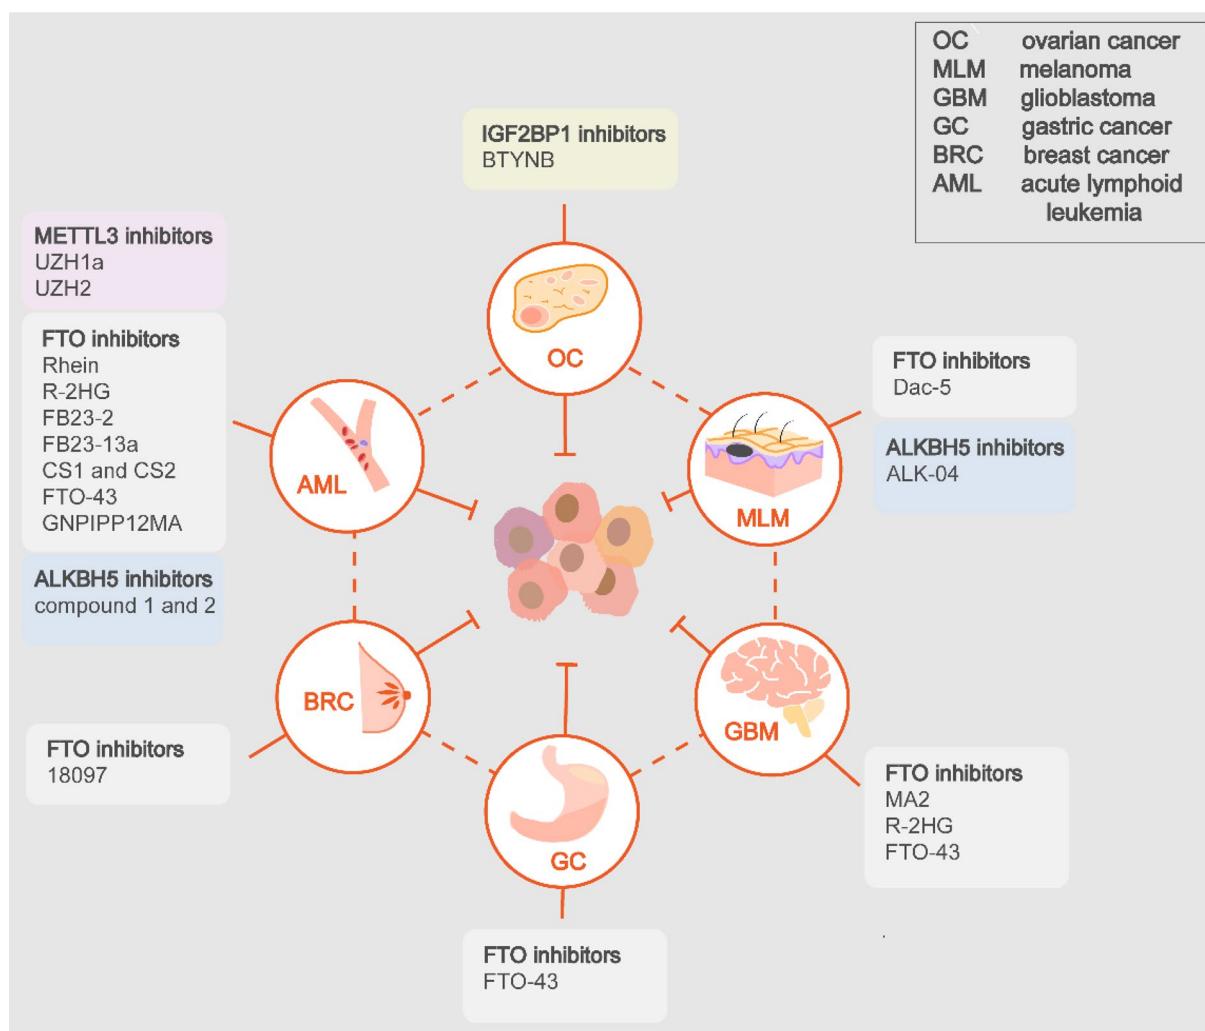 OC ovarian cancer
MLM melanoma
GBM glioblastoma
GC gastric cancer
BRC breast cancer
AML acute lymphoid
leukemia
IGF2BP1 inhibitors
BTYNB
METTL3 inhibitors
UZH1a
UZH2
FTO inhibitors
Rhein
R-2HG
FB23-2
FB23-13a
CS1 and CS2
FTO-43
GNPIPP12MA
ALKBH5 inhibitors
compound 1 and 2
OC
AML
MLM
FTO inhibitors
Dac-5
ALKBH5 inhibitors
ALK-04
BRC
GBM
GC
FTO inhibitors
18097
FTO inhibitors
MA2
R-2HG
FTO-43
FTO inhibitors
FTO-43